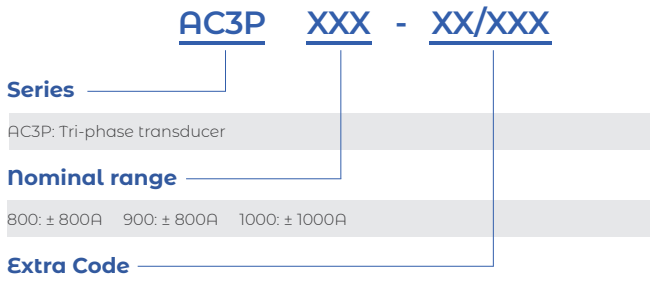 AC3P XXX - XX/XXX
Series
AC3P: Tri-phase transducer
Nominal range
800: ± 800A 900: ± 800A 1000: ± 1000A
Extra Code